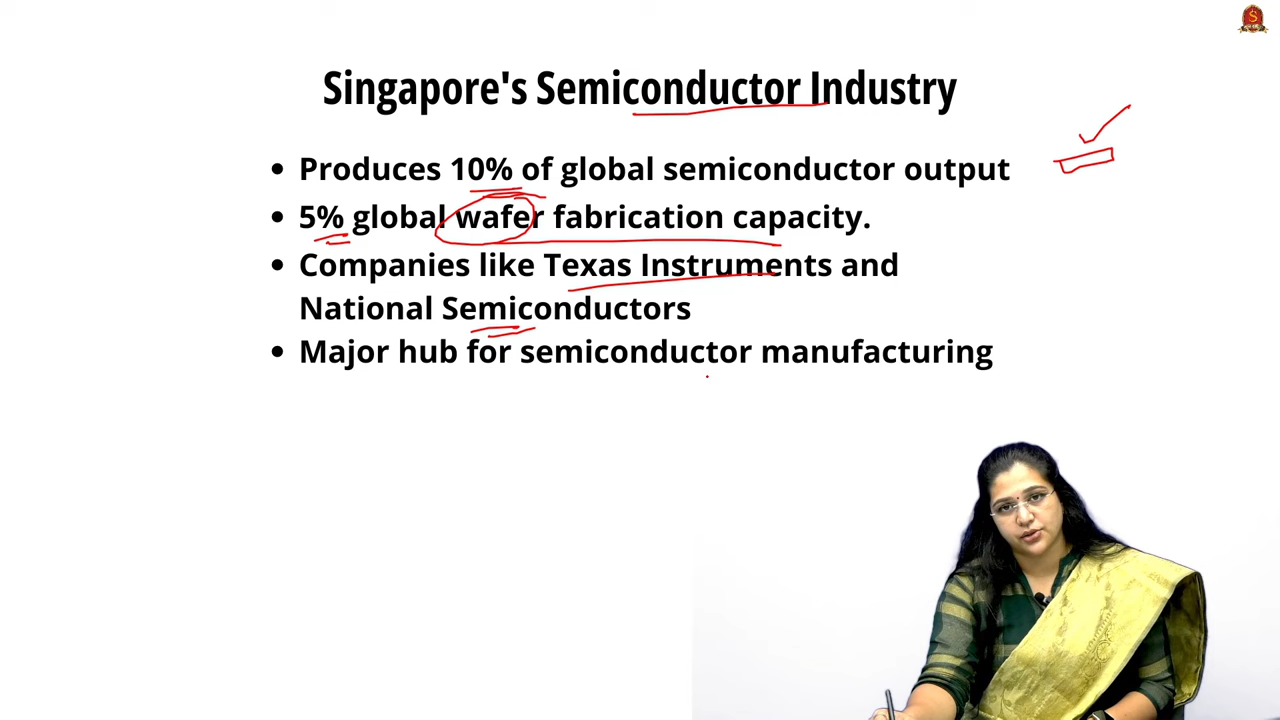 Singapore's Semiconductor Industry
• Produces 10% of global semiconductor output
• 5% global wafer fabrication capacity.
• Companies like Texas Instruments and
National Semiconductors
• Major hub for semiconductor manufacturing